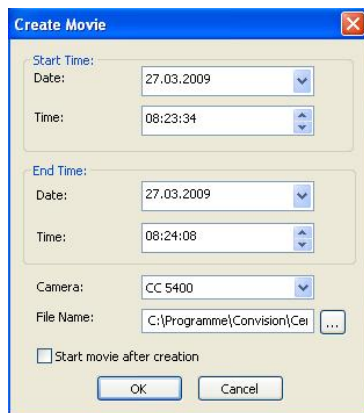 Create Movie
Start Time:
Date: 27.03.2009
Time: 08:23:34
End Time:
Date: 27.03.2009
Time: 08:24:08
Camera: CC 5400
File Name: C:\Programme\Convision\Cer ...
Start movie after creation
OK Cancel